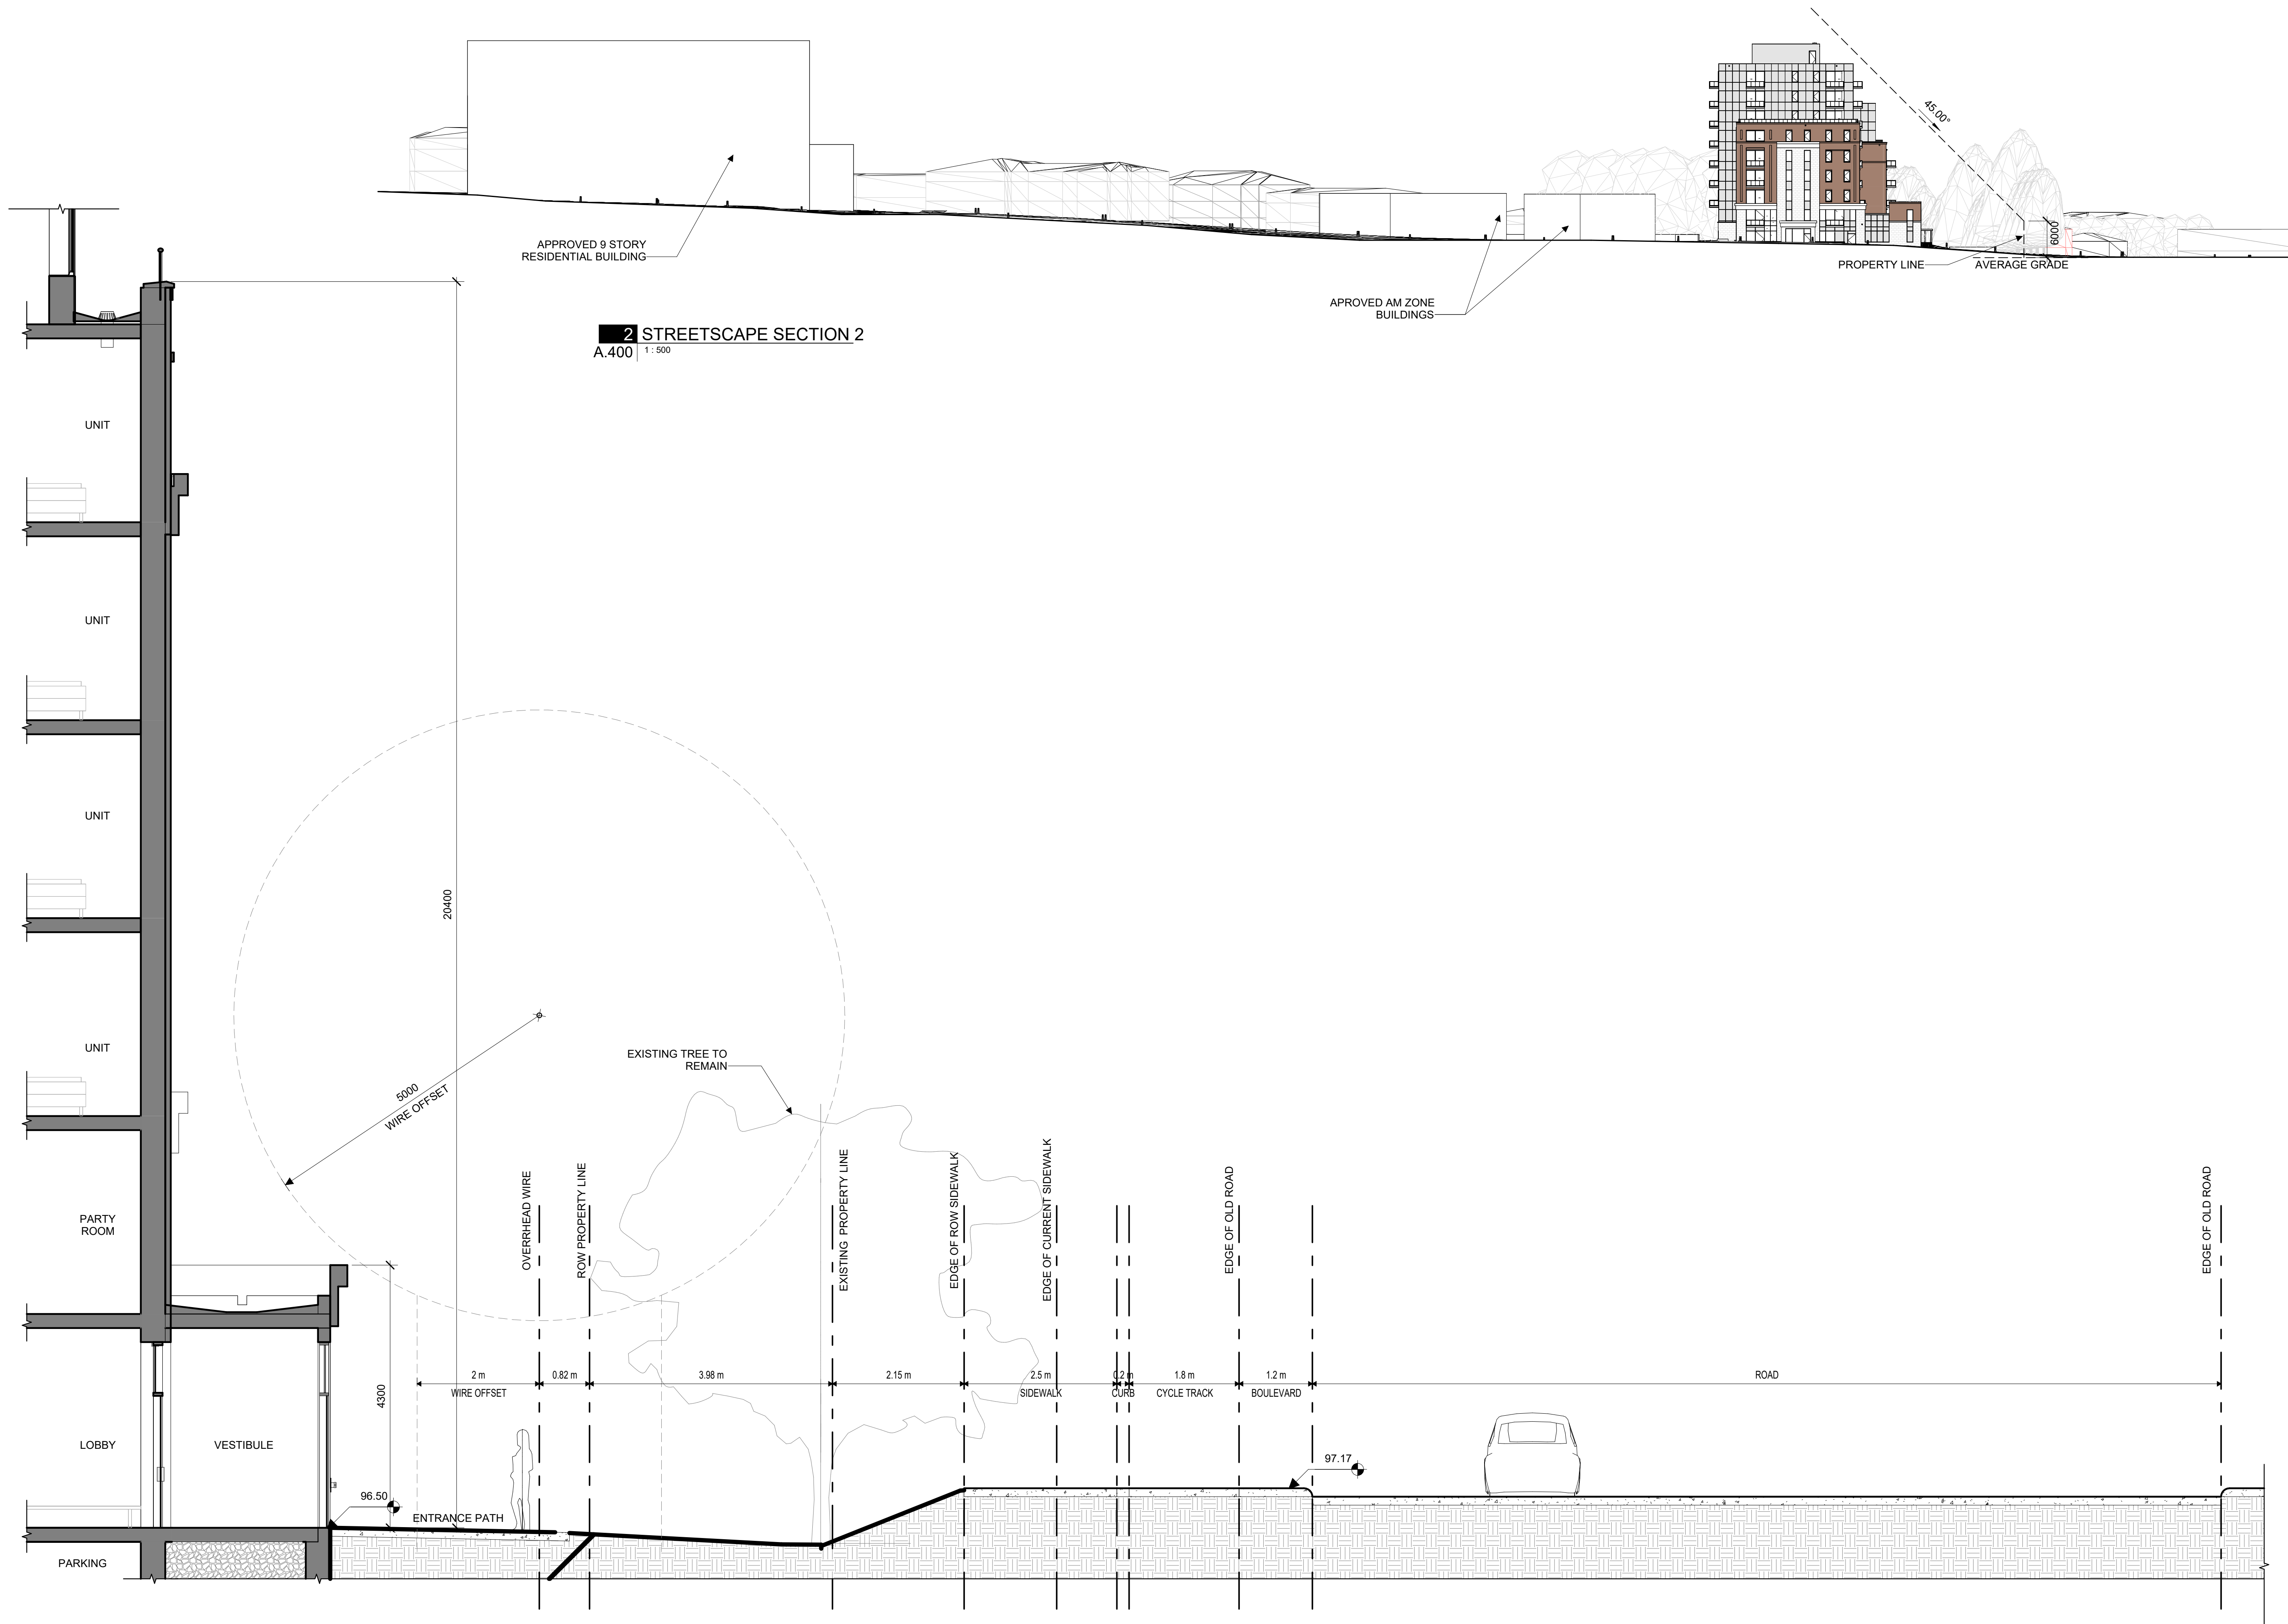 45.00°
APPROVED 9 STORY
RESIDENTIAL BUILDING
6000
PROPERTY LINE
AVERAGE GRADE
APROVED AM ZONE
BUILDINGS
2 STREETSCAPE SECTION 2
A.400 1 : 500
UNIT
UNIT
UNIT
UNIT
20400
5000
WIRE OFFSET
EXISTING TREE TO
REMAIN
PARTY
ROOM
OVERRHEAD WIRE
ROW PROPERTY LINE
EXISTING PROPERTY LINE
EDGE OF ROW SIDEWALK
EDGE OF CURRENT SIDEWALK
EDGE OF OLD ROAD
EDGE OF OLD ROAD
2 m
0.82 m
3.98 m
2.15 m
2.5 m
0.2 m
1.8 m
1.2 m
ROAD
WIRE OFFSET
SIDEWALK
CURB
CYCLE TRACK
BOULEVARD
4300
LOBBY
VESTIBULE
97.17
96.50
ENTRANCE PATH
PARKING